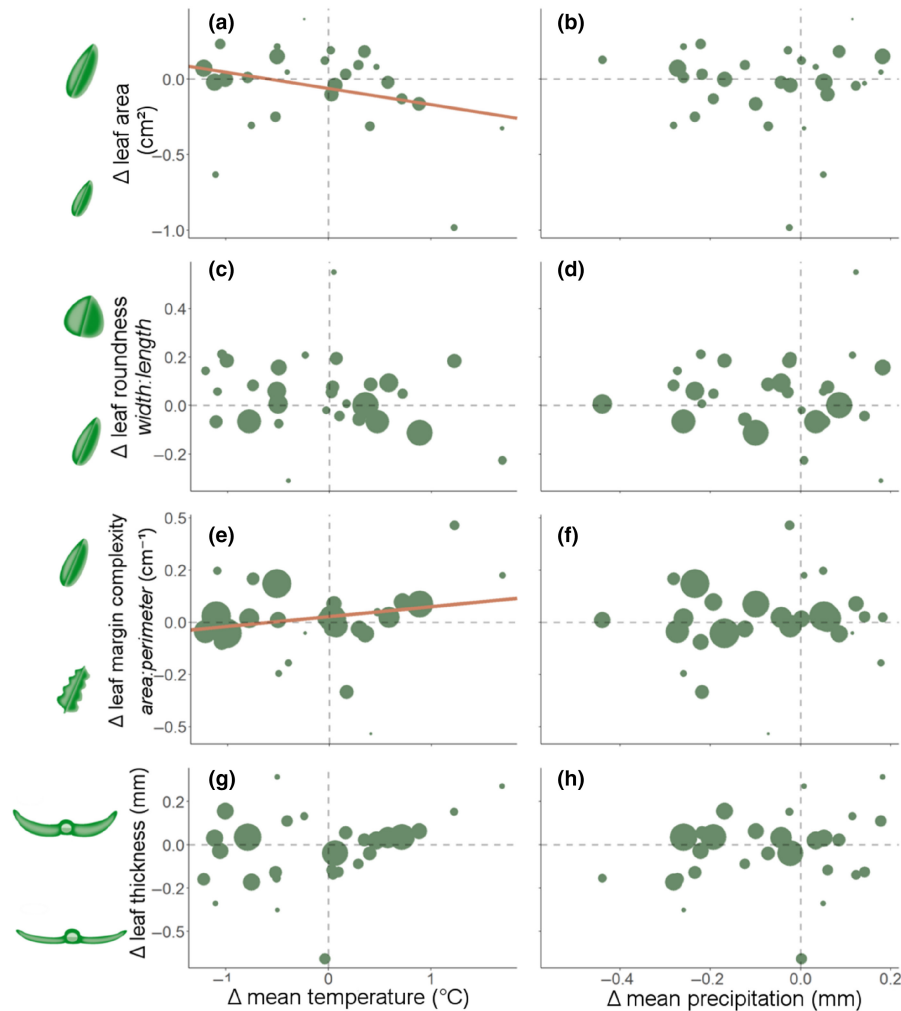 (a)
(b)
Δ leaf area
(cm²)
0.0
−0.5
−1.0
(c)
(d)
Δ leaf roundness
width:length
0.4
0.2
0.0
−0.2
(e)
(f)
Δ leaf margin complexity
area:perimeter (cm⁻¹)
0.5
0.2
0.0
−0.2
−0.5
(g)
(h)
Δ leaf thickness (mm)
0.2
0.0
−0.2
−0.5
−1
0
1
−0.4
−0.2
0.0
0.2
Δ mean temperature (°C)
Δ mean precipitation (mm)